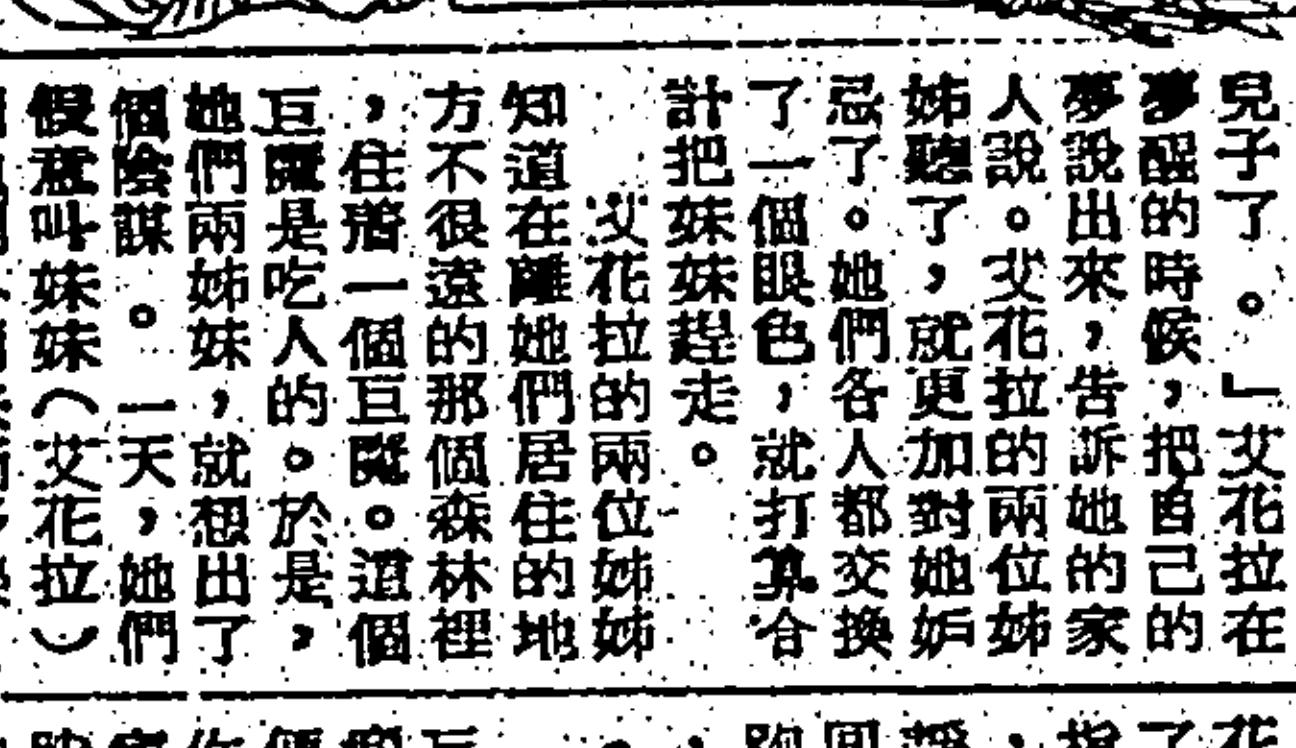 兒子了。」艾花拉在
夢醒的時候，把自己的
夢說出來，告訴她的家
人說。艾花拉的兩位姊
姊聽了，就更加對她妒
忌了。她們各人都交換
了一個眼色，就打算合
計把妹妹趕走。
艾花拉的兩位姊姊
知道在離她們居住的地
方不很遠的那個森林裡
，住着一個巨魔。這個
巨魔是吃人的。於是，
她們兩姊妹，就想出了
個陰謀。一天，她們
假意叫妹妹（艾花拉）